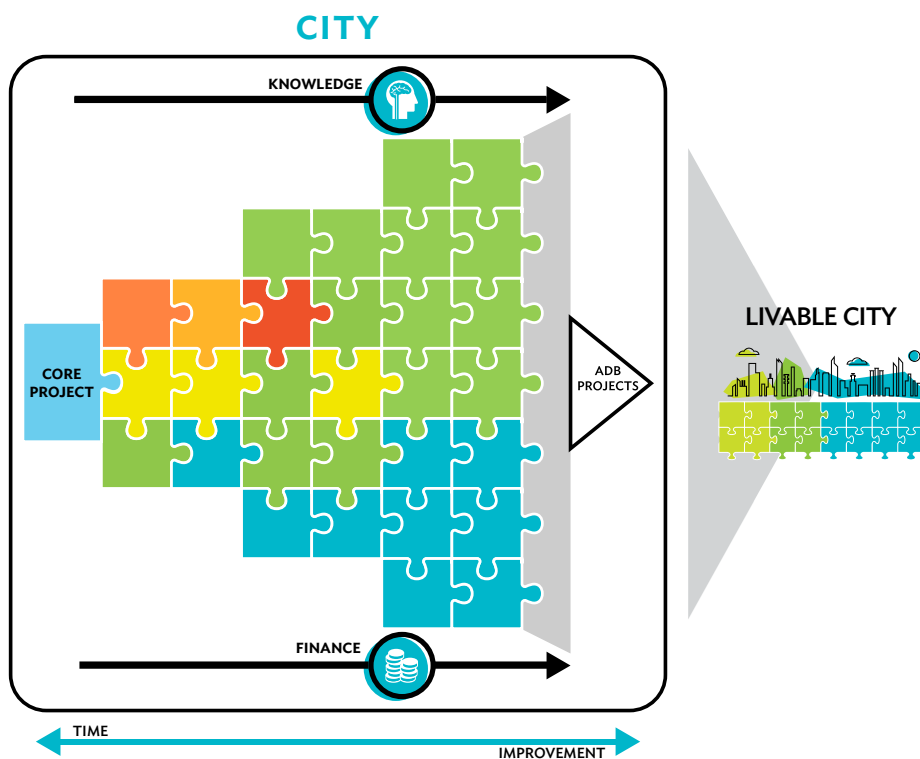 CITY
KNOWLEDGE
CORE
PROJECT
ADB
PROJECTS
LIVABLE CITY
FINANCE
TIME
IMPROVEMENT